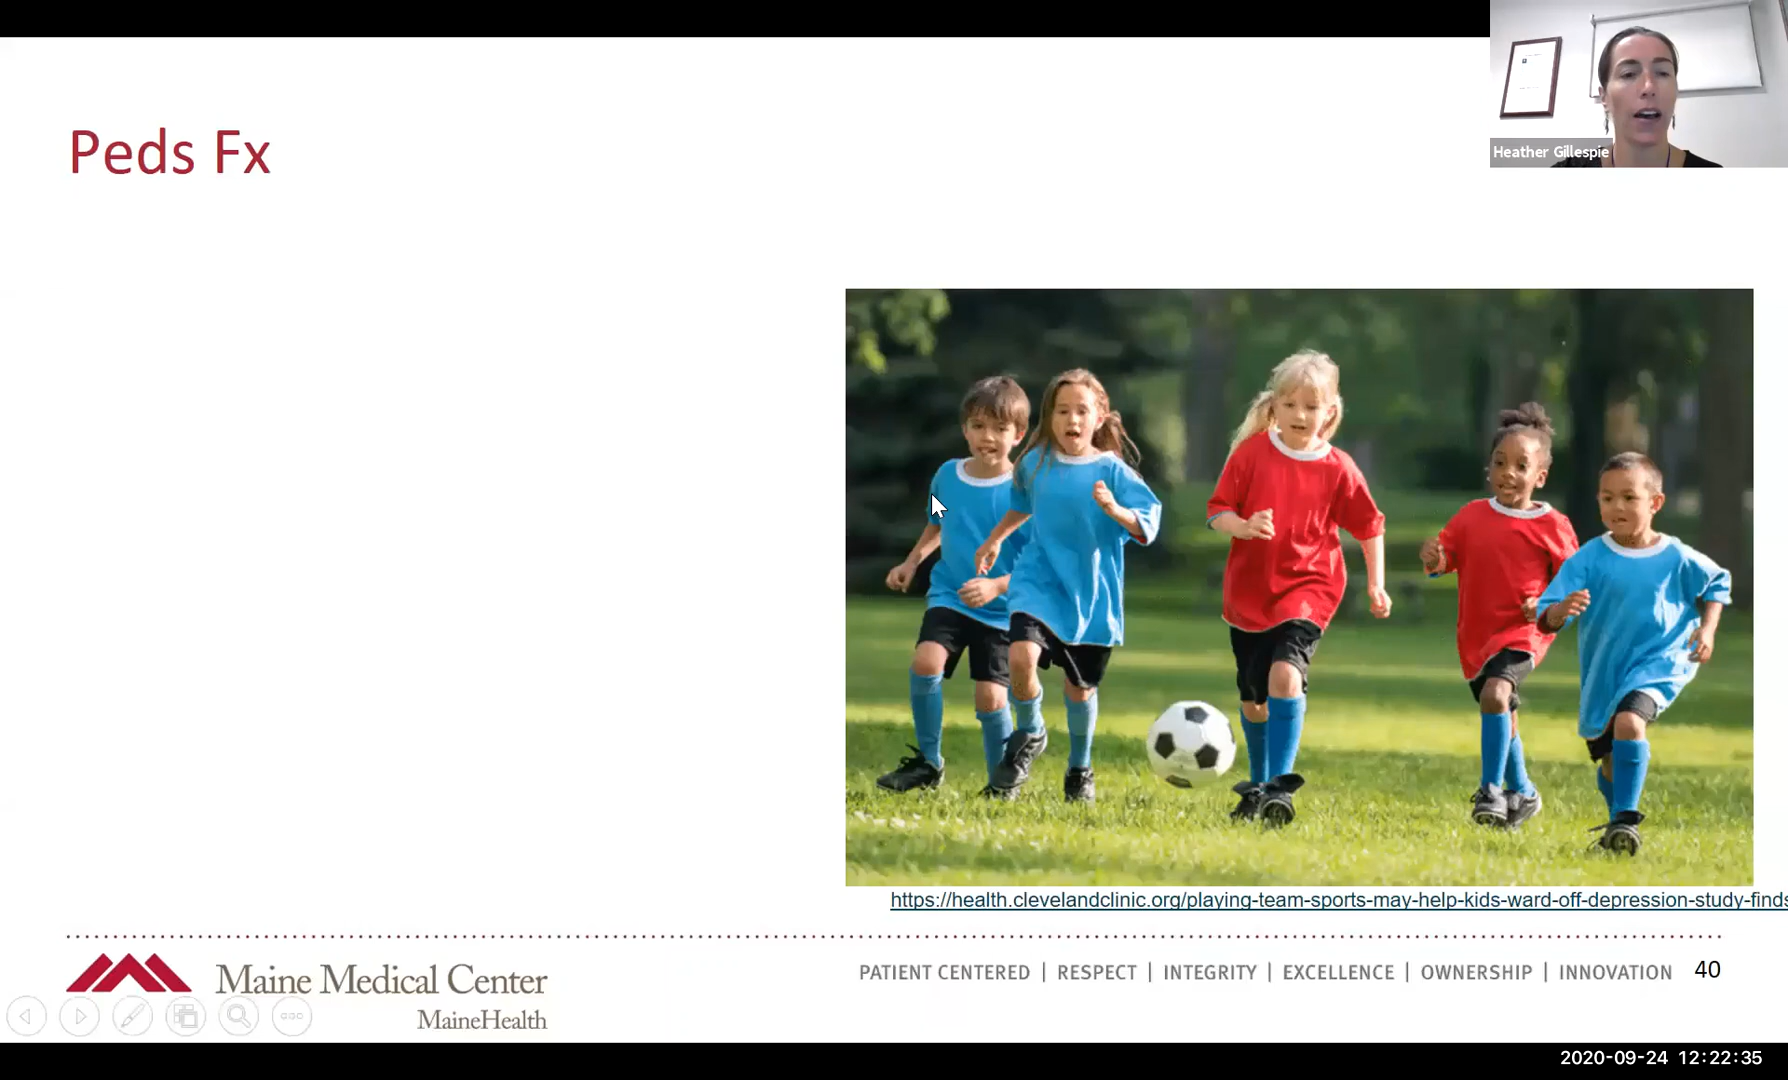 Heather Gillespie
Peds Fx
https://health.clevelandclinic.org/playing-team-sports-may-help-kids-ward-off-depression-study-finds
Maine Medical Center
MaineHealth
PATIENT CENTERED | RESPECT | INTEGRITY | EXCELLENCE | OWNERSHIP | INNOVATION 40
2020-09-24 12:22:35